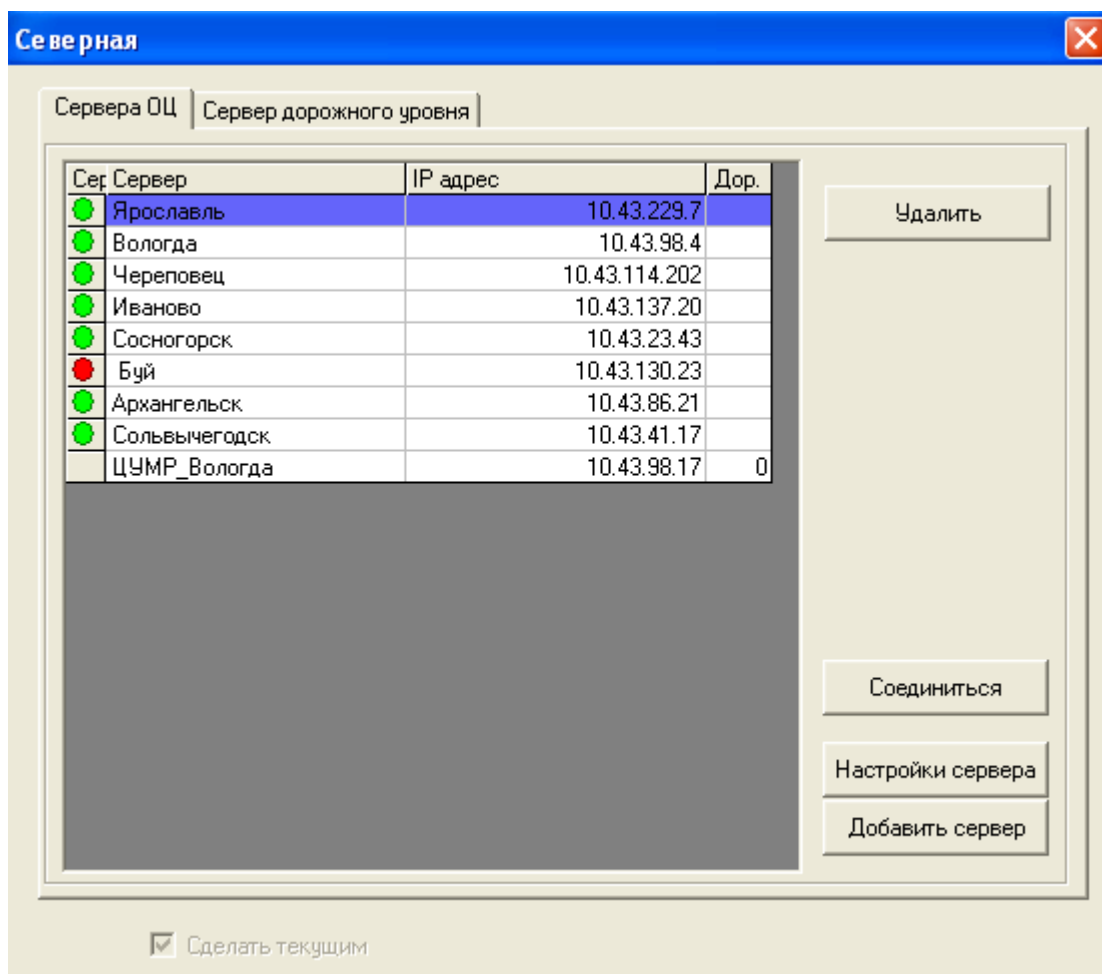 Северная
Сервера ОЦ Сервер дорожного уровня
Сер Сервер IP адрес Дор.
Ярославль 10.43.229.7
Удалить
Вологда 10.43.98.4
Череповец 10.43.114.202
Иваново 10.43.137.20
Сосногорск 10.43.23.43
Буй 10.43.130.23
Архангельск 10.43.86.21
Сольвычегодск 10.43.41.17
ЦУМР_Вологда 10.43.98.17 0
Соединиться
Настройки сервера
Добавить сервер
Сделать текущим